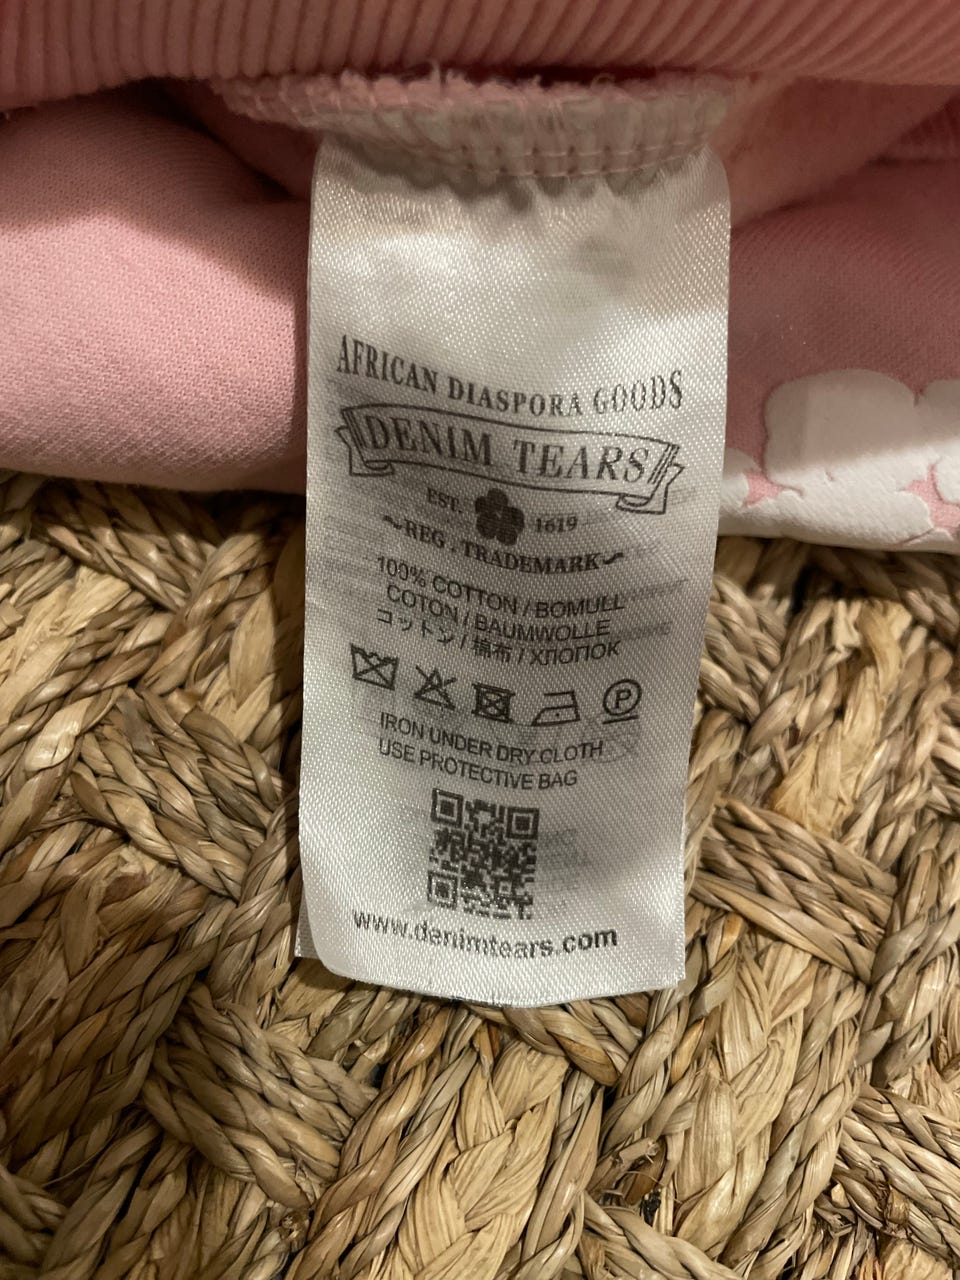 AFRICAN DIASPORA GOODS
DENIM TEARS
EST. 1619
REG . TRADEMARK
100% COTTON / BOMULL
COTON / BAUMWOLLE
コットン / 棉布 / ХЛОПОК
P
IRON UNDER DRY CLOTH
USE PROTECTIVE BAG
www.denimtears.com